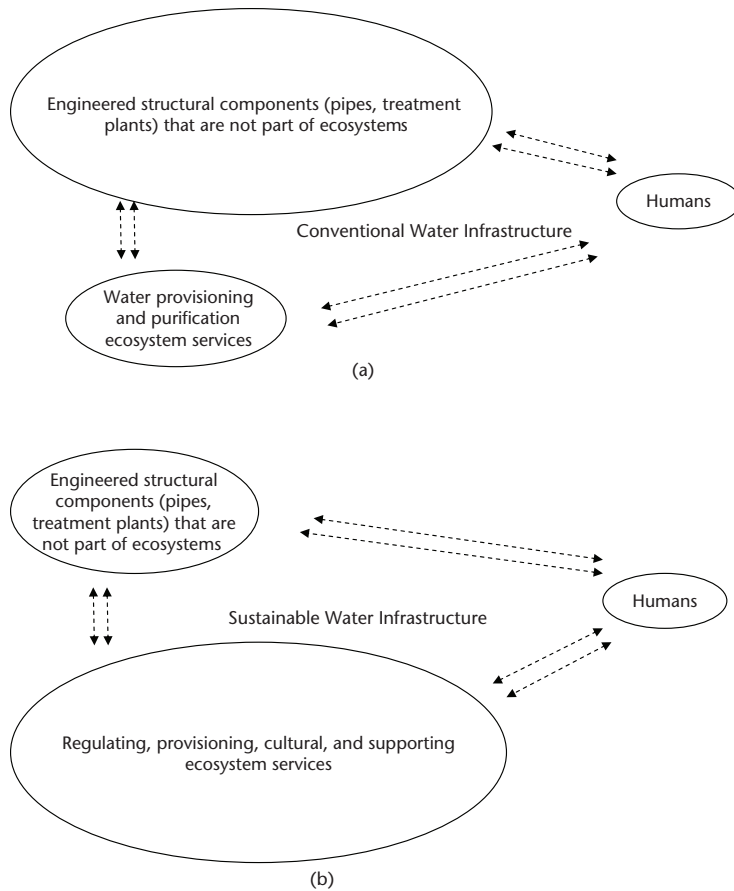 Engineered structural components (pipes, treatment
plants) that are not part of ecosystems
Humans
Conventional Water Infrastructure
Water provisioning
and purification
ecosystem services
(a)
Engineered structural
components (pipes,
treatment plants) that are
not part of ecosystems
Humans
Sustainable Water Infrastructure
Regulating, provisioning, cultural, and supporting
ecosystem services
(b)